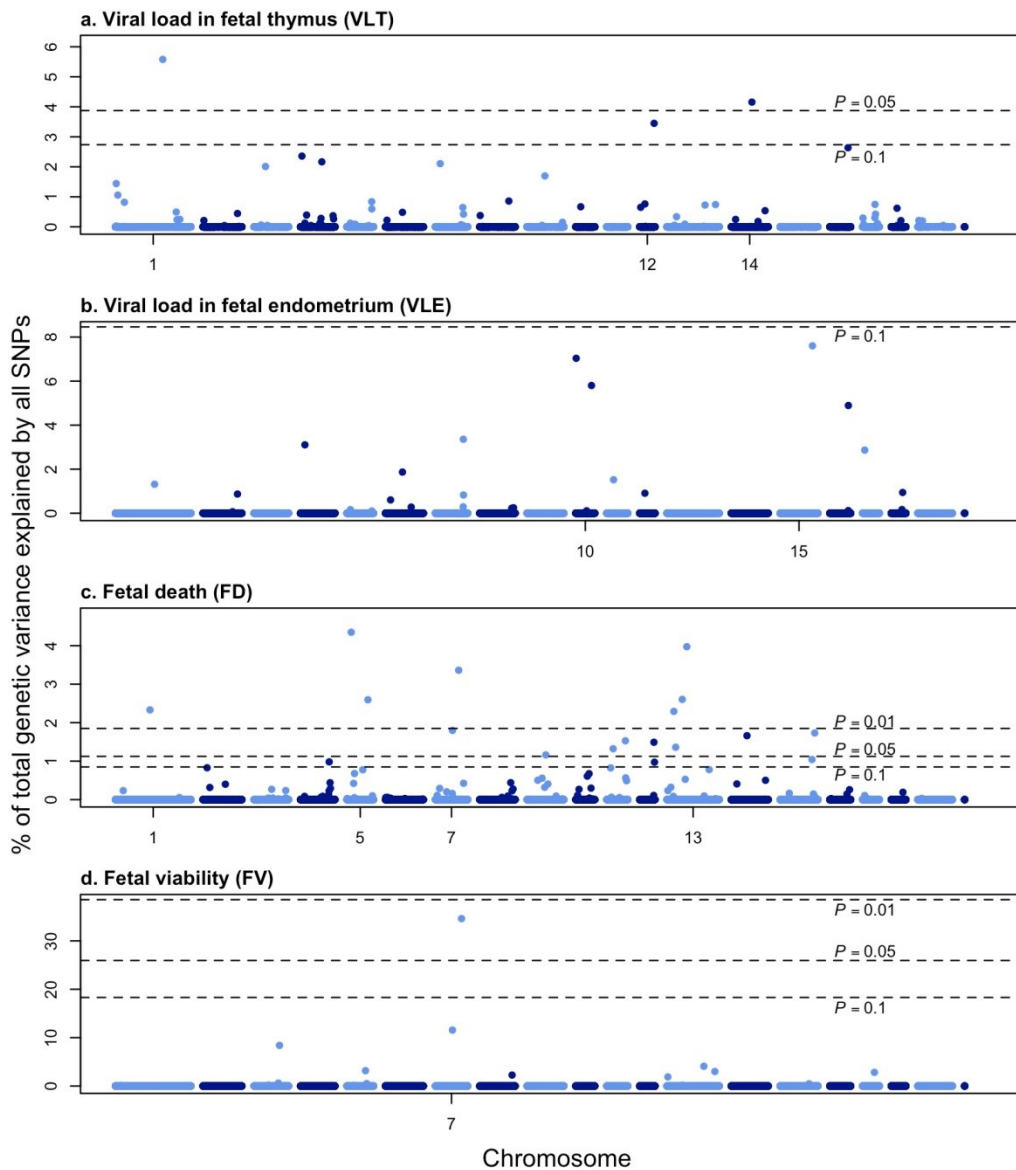 a. Viral load in fetal thymus (VLT)
6
5
4
3
2
1
0
P = 0.05
P = 0.1
1
12
14
b. Viral load in fetal endometrium (VLE)
8
6
4
2
0
P = 0.1
10
15
c. Fetal death (FD)
4
3
2
1
0
P = 0.01
P = 0.05
P = 0.1
1
5
7
13
d. Fetal viability (FV)
30
20
10
0
P = 0.01
P = 0.05
P = 0.1
7
% of total genetic variance explained by all SNPs
Chromosome